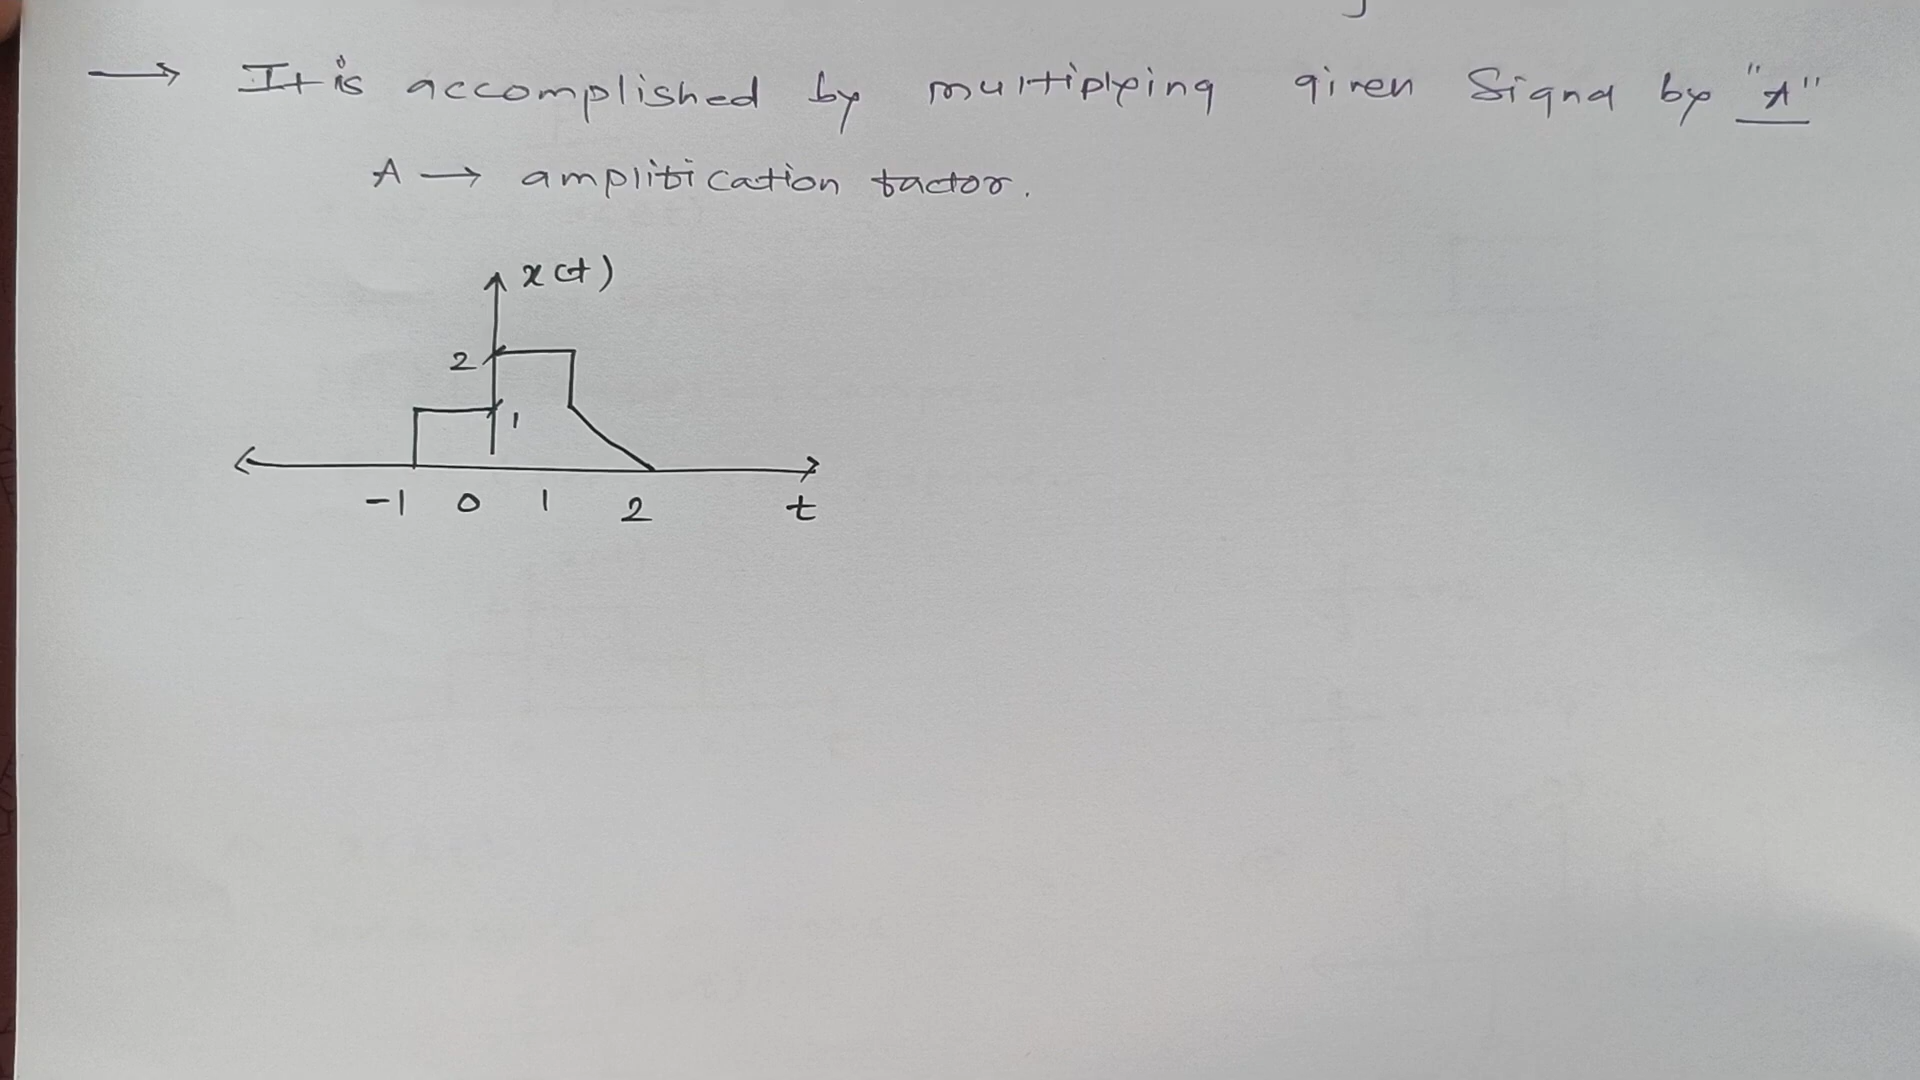 → It is accomplished by multiplying given Signal by "A"
A → amplification factor.
x(t)
2
1
-1 0 1 2 t